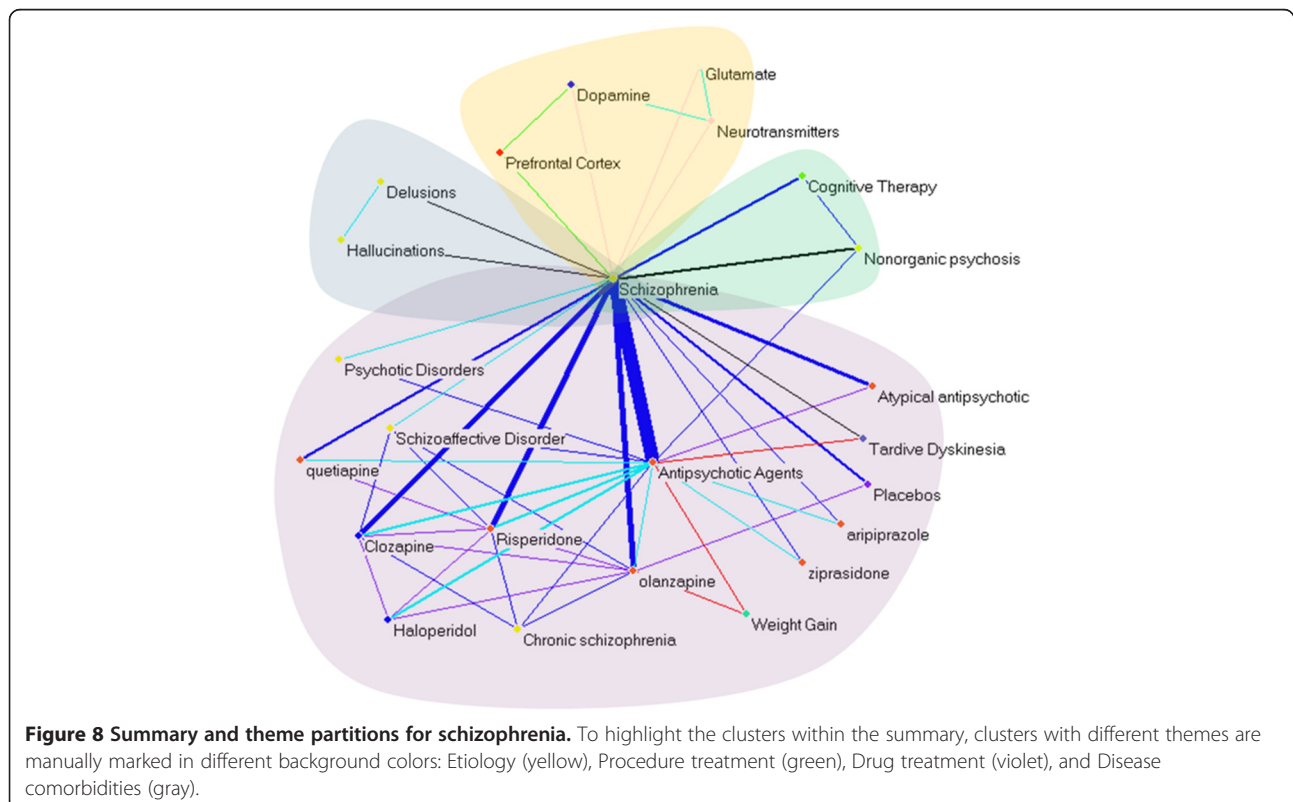 Glutamate
Dopamine
Neurotransmitters
Prefrontal Cortex
Delusions
Cognitive Therapy
Hallucinations
Nonorganic psychosis
Schizophrenia
Psychotic Disorders
Atypical antipsychotic
Schizoaffective Disorder
Tardive Dyskinesia
quetiapine
Antipsychotic Agents
Placebos
Clozapine
Risperidone
aripiprazole
olanzapine
ziprasidone
Haloperidol
Chronic schizophrenia
Weight Gain
Figure 8 Summary and theme partitions for schizophrenia. To highlight the clusters within the summary, clusters with different themes are
manually marked in different background colors: Etiology (yellow), Procedure treatment (green), Drug treatment (violet), and Disease
comorbidities (gray).